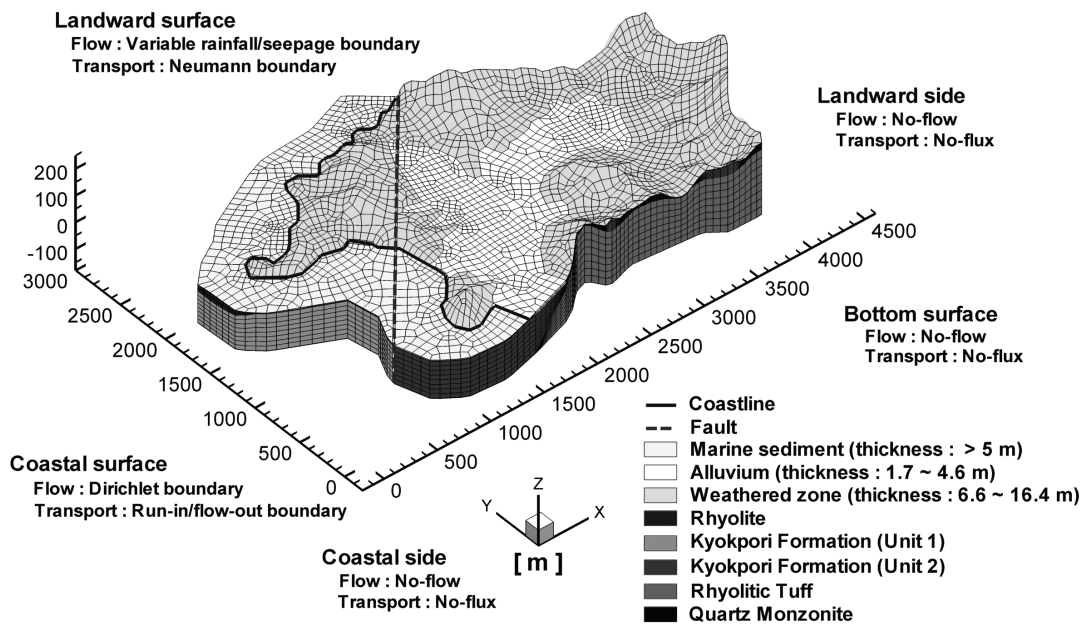 Landward surface
Flow : Variable rainfall/seepage boundary
Transport : Neumann boundary
Landward side
Flow : No-flow
Transport : No-flux
200
100
0
-100
3000
2500
2000
1500
1000
500
0
0
500
1000
1500
2000
2500
3000
3500
4000
4500
Bottom surface
Flow : No-flow
Transport : No-flux
Coastal surface
Flow : Dirichlet boundary
Transport : Run-in/flow-out boundary
Coastal side
Flow : No-flow
Transport : No-flux
Z
Y
X
[ m ]
Coastline
Fault
Marine sediment (thickness : > 5 m)
Alluvium (thickness : 1.7 ~ 4.6 m)
Weathered zone (thickness : 6.6 ~ 16.4 m)
Rhyolite
Kyokpori Formation (Unit 1)
Kyokpori Formation (Unit 2)
Rhyolitic Tuff
Quartz Monzonite